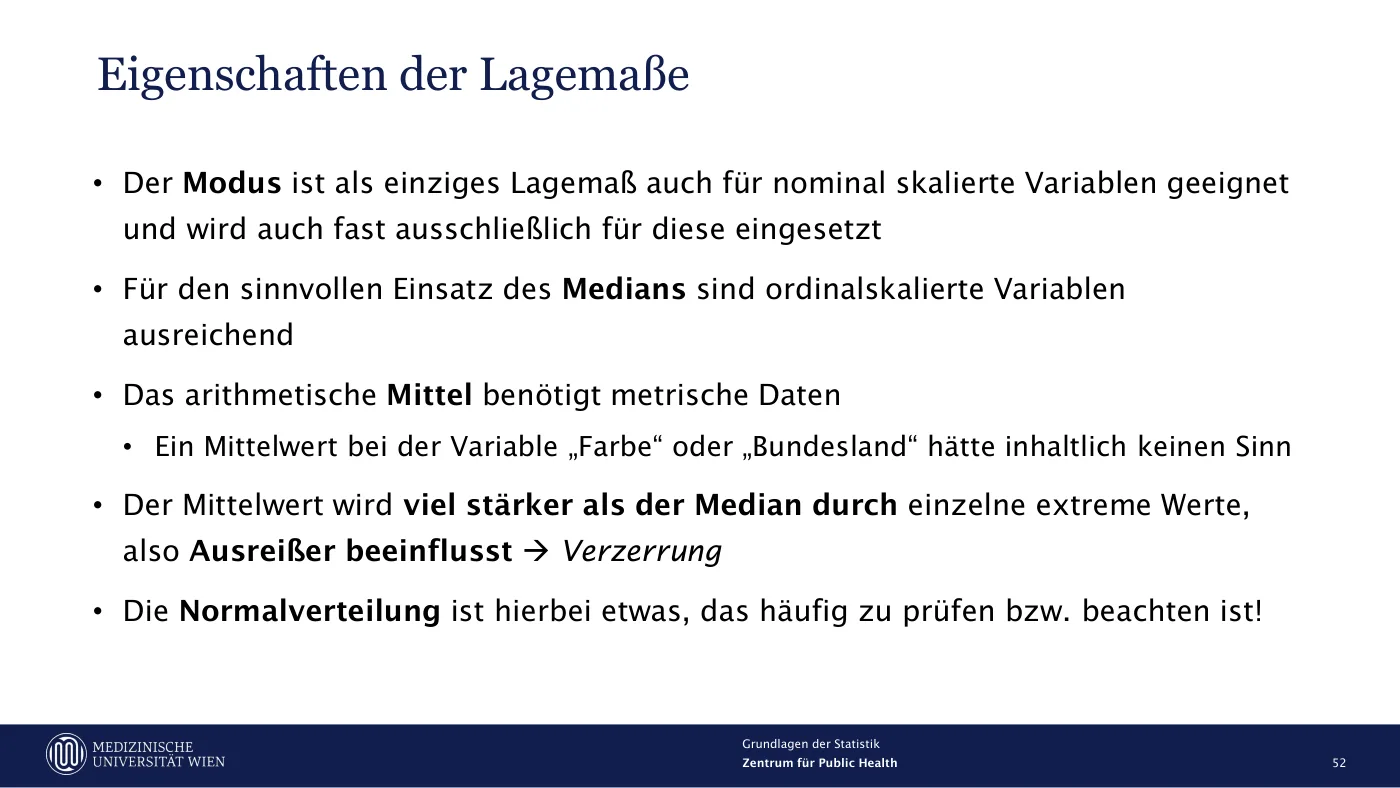 Eigenschaften der Lagemaße
• Der Modus ist als einziges Lagemaß auch für nominal skalierte Variablen geeignet
und wird auch fast ausschließlich für diese eingesetzt
• Für den sinnvollen Einsatz des Medians sind ordinalskalierte Variablen
ausreichend
• Das arithmetische Mittel benötigt metrische Daten
• Ein Mittelwert bei der Variable „Farbe“ oder „Bundesland“ hätte inhaltlich keinen Sinn
• Der Mittelwert wird viel stärker als der Median durch einzelne extreme Werte,
also Ausreißer beeinflusst → Verzerrung
• Die Normalverteilung ist hierbei etwas, das häufig zu prüfen bzw. beachten ist!
MEDIZINISCHE
UNIVERSITÄT WIEN
Grundlagen der Statistik
Zentrum für Public Health
52